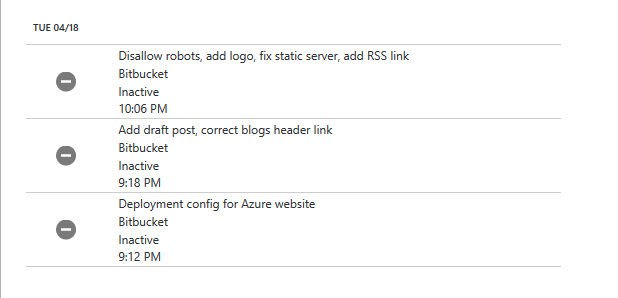 TUE 04/18
Disallow robots, add logo, fix static server, add RSS link
Bitbucket
Inactive
10:06 PM
Add draft post, correct blogs header link
Bitbucket
Inactive
9:18 PM
Deployment config for Azure website
Bitbucket
Inactive
9:12 PM